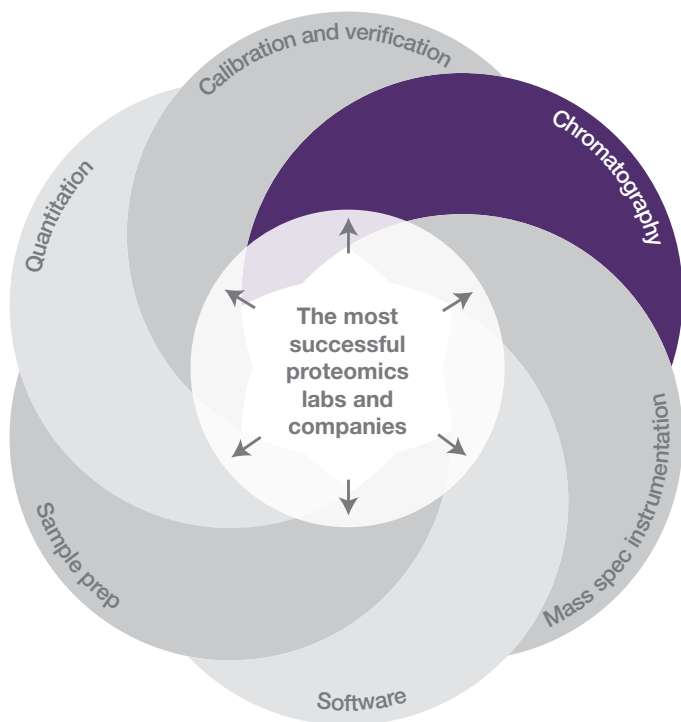 Calibration and verification
Chromatography
Quantitation
The most
successful
proteomics
labs and
companies
Mass spec instrumentation
Sample prep
Software